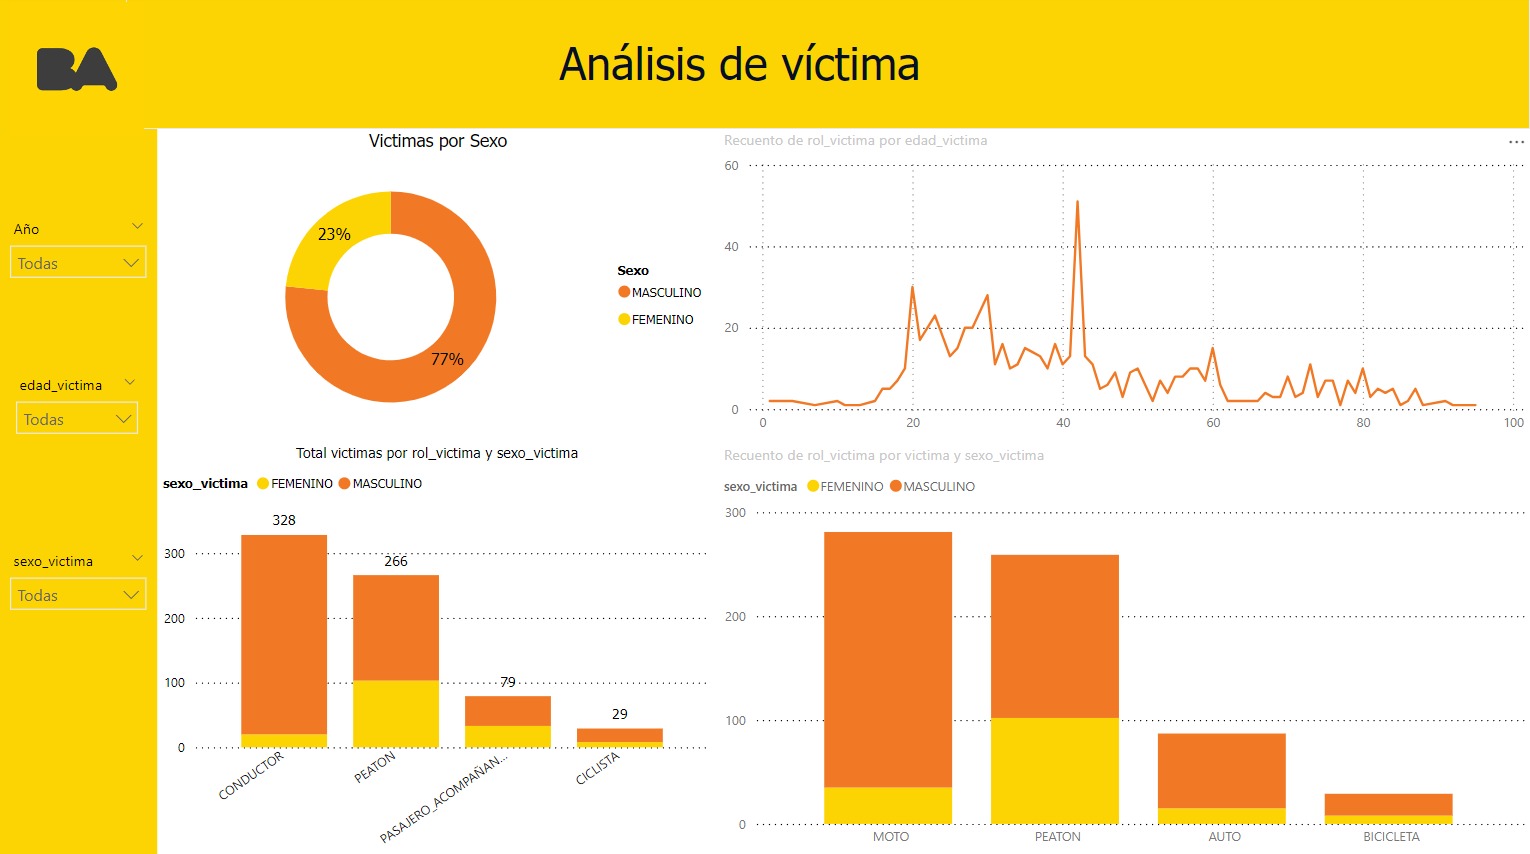 BA
Análisis de víctima
Año
Todas
edad_victima
Todas
sexo_victima
Todas
Victimas por Sexo
23%
77%
Sexo
MASCULINO
FEMENINO
Recuento de rol_victima por edad_victima
...
60
40
20
0
0 20 40 60 80 100
Total victimas por rol_victima y sexo_victima
sexo_victima FEMENINO MASCULINO
328
266
79
29
300
200
100
0
CONDUCTOR
PEATON
PASAJERO_ACOMPAÑAN...
CICLISTA
Recuento de rol_victima por victima y sexo_victima
sexo_victima FEMENINO MASCULINO
300
200
100
0
MOTO PEATON AUTO BICICLETA